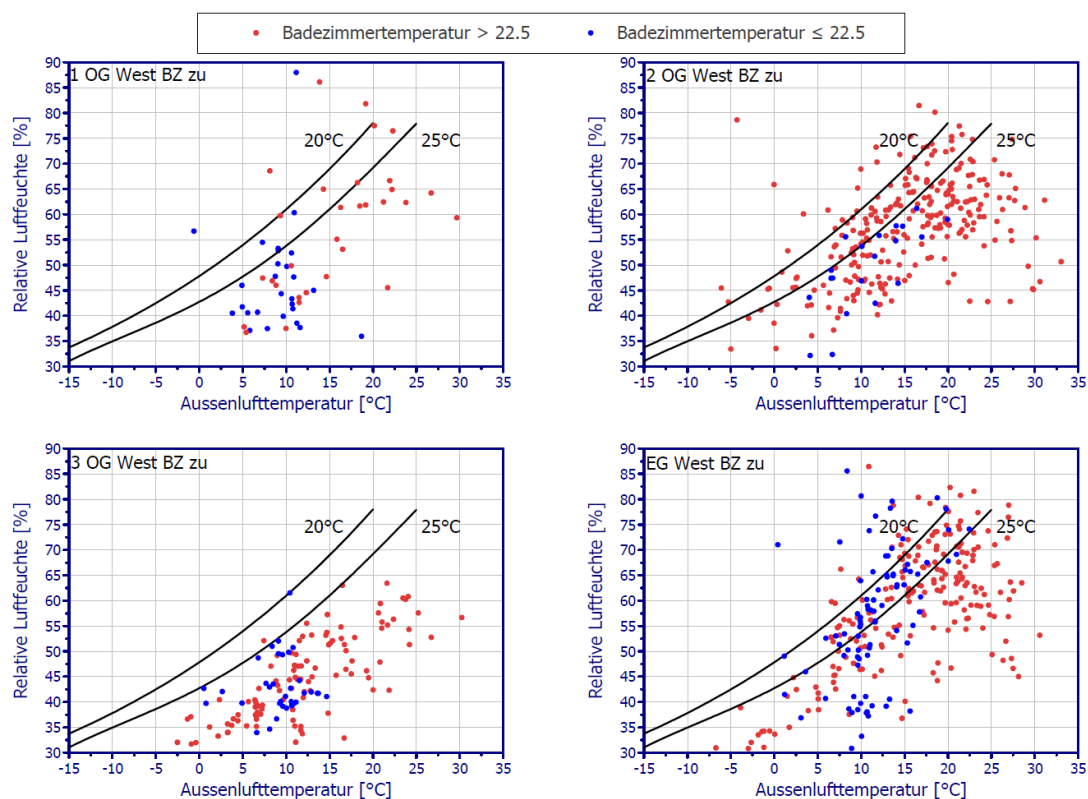 Badezimmertemperatur > 22.5 Badezimmertemperatur ≤ 22.5
1 OG West BZ zu
Relative Luftfeuchte [%]
90
85
80
75
70
65
60
55
50
45
40
35
30
20°C
25°C
-15 -10 -5 0 5 10 15 20 25 30 35
Aussenlufttemperatur [°C]
2 OG West BZ zu
Relative Luftfeuchte [%]
90
85
80
75
70
65
60
55
50
45
40
35
30
20°C
25°C
-15 -10 -5 0 5 10 15 20 25 30 35
Aussenlufttemperatur [°C]
3 OG West BZ zu
Relative Luftfeuchte [%]
90
85
80
75
70
65
60
55
50
45
40
35
30
20°C
25°C
-15 -10 -5 0 5 10 15 20 25 30 35
Aussenlufttemperatur [°C]
EG West BZ zu
Relative Luftfeuchte [%]
90
85
80
75
70
65
60
55
50
45
40
35
30
20°C
25°C
-15 -10 -5 0 5 10 15 20 25 30 35
Aussenlufttemperatur [°C]